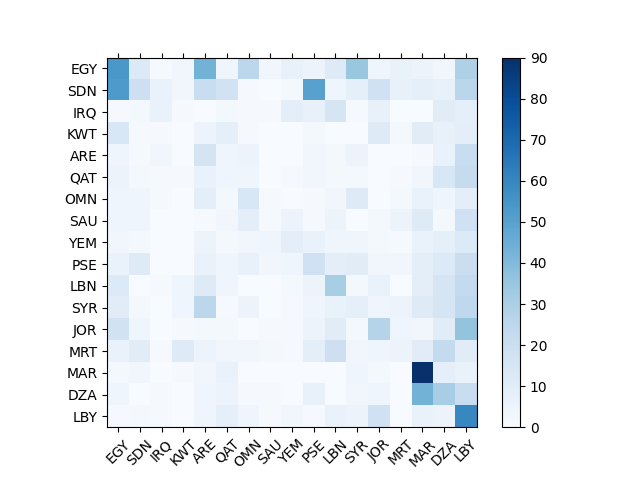 EGY
SDN
IRQ
KWT
ARE
QAT
OMN
SAU
YEM
PSE
LBN
SYR
JOR
MRT
MAR
DZA
LBY
EGY SDN IRQ KWT ARE QAT OMN SAU YEM PSE LBN SYR JOR MRT MAR DZA LBY
90
80
70
60
50
40
30
20
10
0